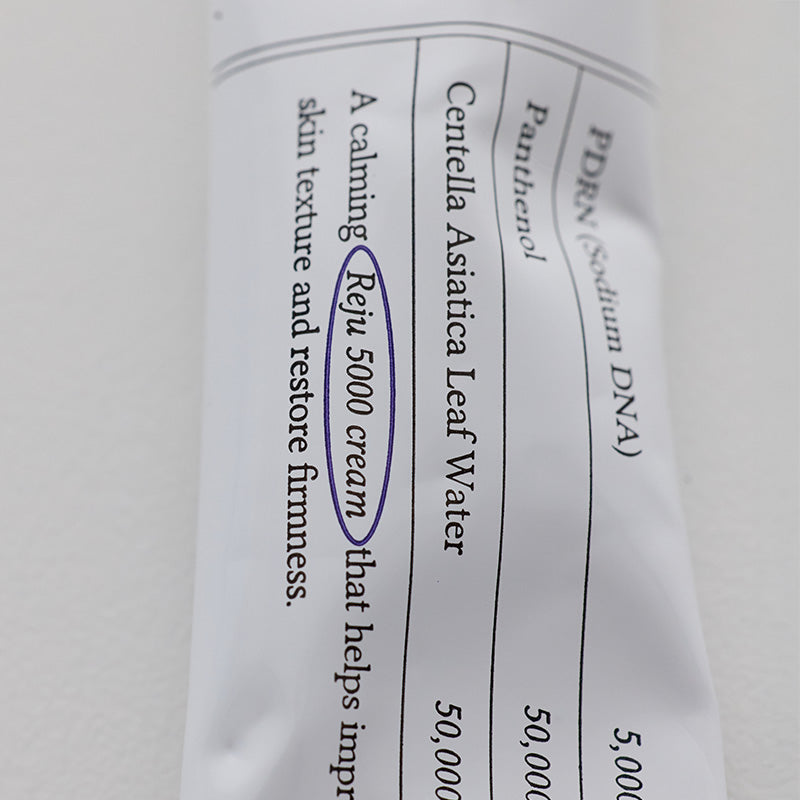 PDRN (Sodium DNA) 5,000
Panthenol 50,000
Centella Asiatica Leaf Water 50,000
A calming Reju 5000 cream that helps impr
skin texture and restore firmness.